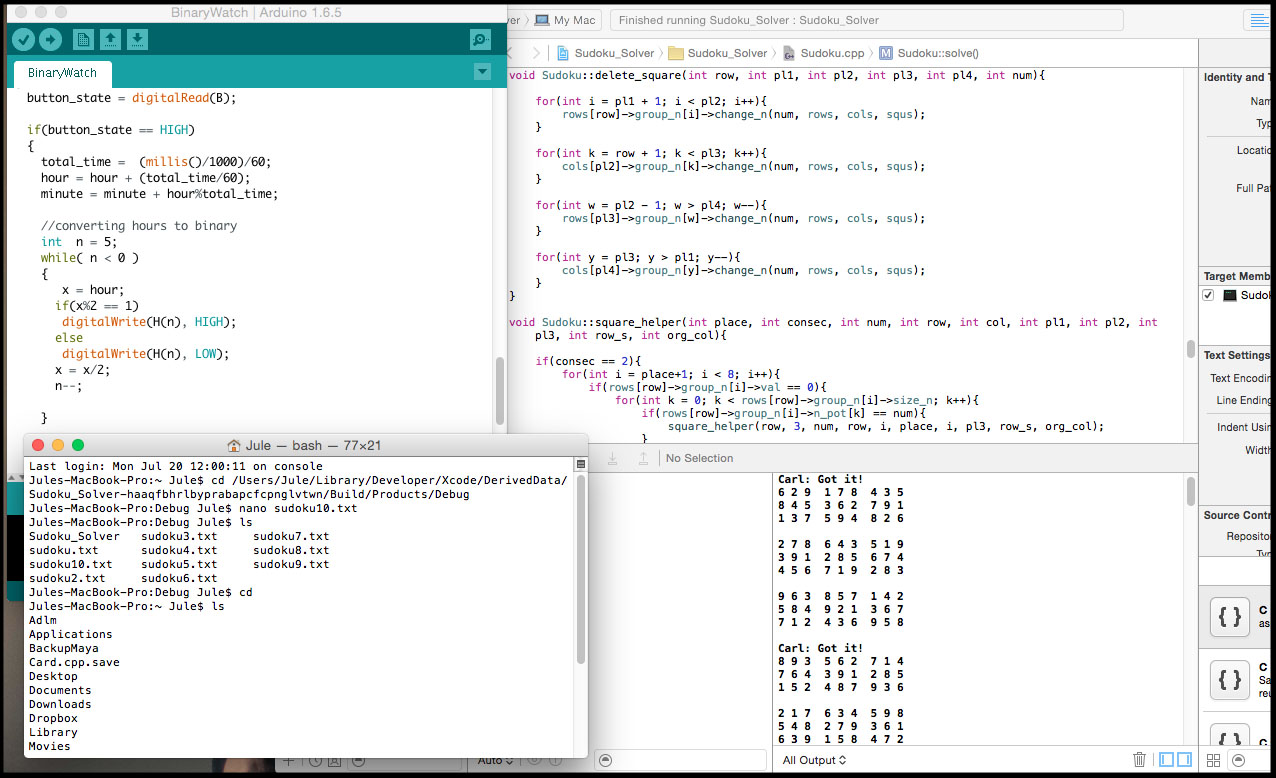 BinaryWatch | Arduino 1.6.5
BinaryWatch
button_state = digitalRead(B);
if(button_state == HIGH)
{
total_time =  (millis()/1000)/60;
hour = hour + (total_time/60);
minute = minute + hour%total_time;
//converting hours to binary
int  n = 5;
while( n < 0 )
{
x = hour;
if(x%2 == 1)
digitalWrite(H(n), HIGH);
else
digitalWrite(H(n), LOW);
x = x/2;
n--;
}
My Mac
Finished running Sudoku_Solver : Sudoku_Solver
Sudoku_Solver
Sudoku_Solver
Sudoku.cpp
M
Sudoku::solve()
void Sudoku::delete_square(int row, int pl1, int pl2, int pl3, int pl4, int num){
for(int i = pl1 + 1; i < pl2; i++){
rows[row]->group_n[i]->change_n(num, rows, cols, squs);
}
for(int k = row + 1; k < pl3; k++){
cols[pl2]->group_n[k]->change_n(num, rows, cols, squs);
}
for(int w = pl2 - 1; w > pl4; w--){
rows[pl3]->group_n[w]->change_n(num, rows, cols, squs);
}
for(int y = pl3; y > pl1; y--){
cols[pl4]->group_n[y]->change_n(num, rows, cols, squs);
}
}
void Sudoku::square_helper(int place, int consec, int num, int row, int col, int pl1, int pl2, int
pl3, int row_s, int org_col){
if(consec == 2){
for(int i = place+1; i < 8; i++){
if(rows[row]->group_n[i]->val == 0){
for(int k = 0; k < rows[row]->group_n[i]->size_n; k++){
if(rows[row]->group_n[i]->n_pot[k] == num){
square_helper(row, 3, num, row, i, place, i, pl3, row_s, org_col);
}
Identity and T
Nam
Typ
Locatio
Full Pat
Target Memb
Sudok
Text Settings
Text Encodin
Line Ending
Indent Usin
Width
Source Contr
Repositor
Jule — bash — 77×21
Last login: Mon Jul 20 12:00:11 on console
Jules-MacBook-Pro:~ Jule$ cd /Users/Jule/Library/Developer/Xcode/DerivedData/
Sudoku_Solver-haaqfbhrlbyprabapcfcpnglvtwn/Build/Products/Debug
Jules-MacBook-Pro:Debug Jule$ nano sudoku10.txt
Jules-MacBook-Pro:Debug Jule$ ls
Sudoku_Solver   sudoku3.txt     sudoku7.txt
sudoku.txt      sudoku4.txt     sudoku8.txt
sudoku10.txt    sudoku5.txt     sudoku9.txt
sudoku2.txt     sudoku6.txt
Jules-MacBook-Pro:Debug Jule$ cd
Jules-MacBook-Pro:~ Jule$ ls
Adlm
Applications
BackupMaya
Card.cpp.save
Desktop
Documents
Downloads
Dropbox
Library
Movies
No Selection
Carl: Got it!
6 2 9  1 7 8  4 3 5
8 4 5  3 6 2  7 9 1
1 3 7  5 9 4  8 2 6
2 7 8  6 4 3  5 1 9
3 9 1  2 8 5  6 7 4
4 5 6  7 1 9  2 8 3
9 6 3  8 5 7  1 4 2
5 8 4  9 2 1  3 6 7
7 1 2  4 3 6  9 5 8
Carl: Got it!
8 9 3  5 6 2  7 1 4
7 6 4  3 9 1  2 8 5
1 5 2  4 8 7  9 3 6
2 1 7  6 3 4  5 9 8
5 4 8  2 7 9  3 6 1
6 3 9  1 5 8  4 7 2
Auto
All Output
{ } C
{ } C